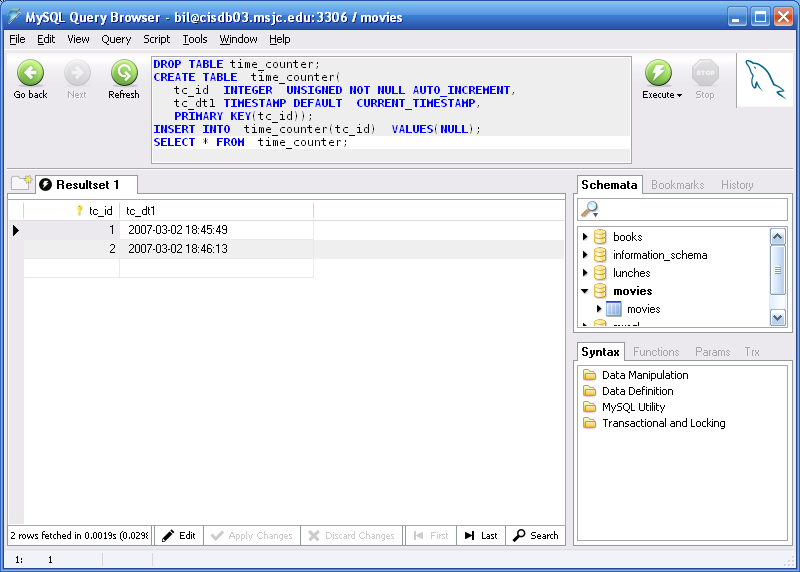 MySQL Query Browser - bil@cisdb03.msjc.edu:3306 / movies
File Edit View Query Script Tools Window Help
Go back Next Refresh
DROP TABLE time_counter;
CREATE TABLE time_counter(
tc_id INTEGER UNSIGNED NOT NULL AUTO_INCREMENT,
tc_dt1 TIMESTAMP DEFAULT CURRENT_TIMESTAMP,
PRIMARY KEY(tc_id));
INSERT INTO time_counter(tc_id) VALUES(NULL);
SELECT * FROM time_counter;
Execute STOP Stop
Resultset 1
tc_id tc_dt1
1 2007-03-02 18:45:49
2 2007-03-02 18:46:13
Schemata Bookmarks History
books
information_schema
lunches
movies
movies
Syntax Functions Params Trx
Data Manipulation
Data Definition
MySQL Utility
Transactional and Locking
2 rows fetched in 0.0019s (0.0298 Edit Apply Changes Discard Changes First Last Search
1: 1